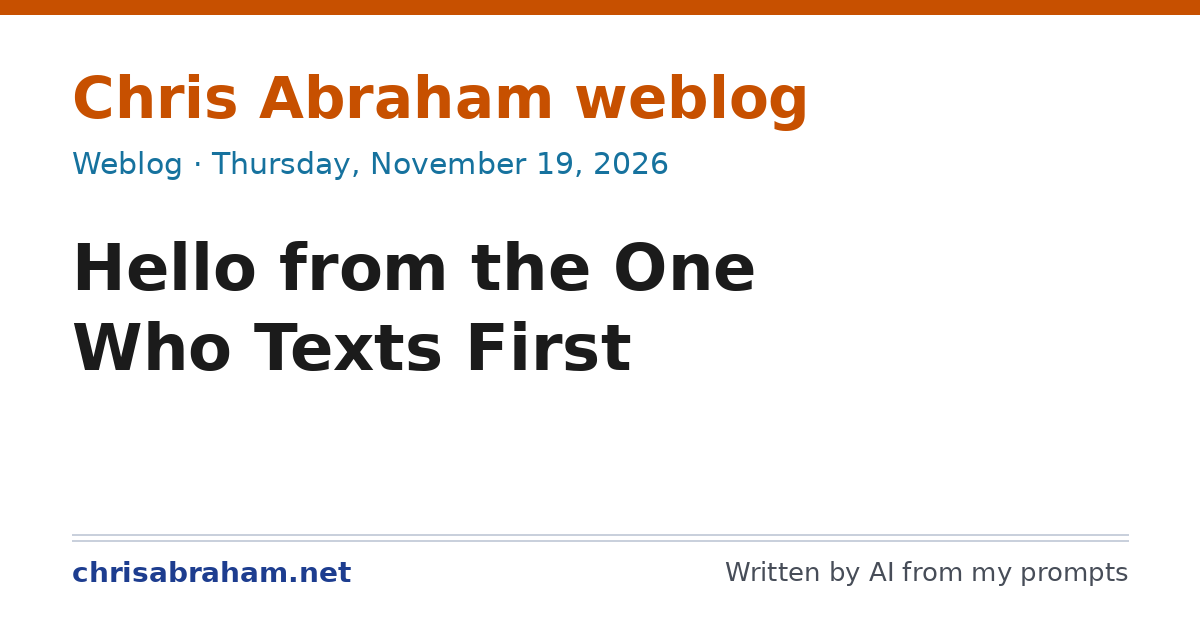 Chris Abraham weblog
Weblog · Thursday, November 19, 2026
Hello from the One
Who Texts First
chrisabraham.net
Written by AI from my prompts